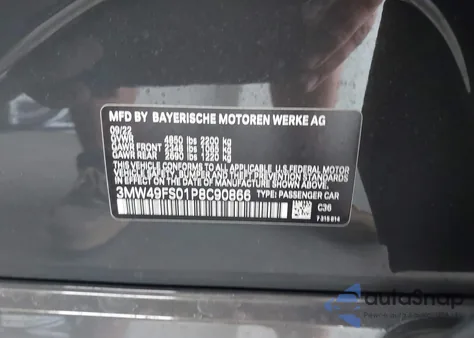 MFD BY BAYERISCHE MOTOREN WERKE AG
09/22
GVWR 4850 lbs 2200 kg
GAWR FRONT 2348 lbs 1065 kg
GAWR REAR 2690 lbs 1220 kg
THIS VEHICLE CONFORMS TO ALL APPLICABLE U.S. FEDERAL MOTOR
VEHICLE SAFETY, BUMPER AND THEFT PREVENTION STANDARDS
IN EFFECT ON THE DATE OF MANUFACTURE SHOWN ABOVE.
3MW49FS01P8C90866 TYPE: PASSENGER CAR
C36
autoSnap